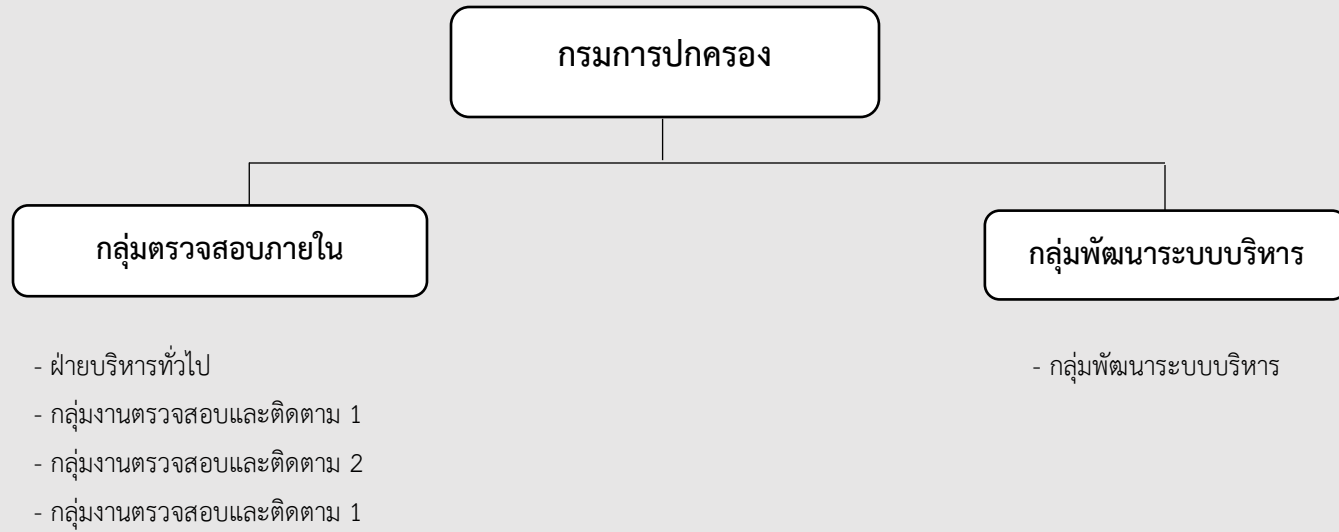 กรมการปกครอง
กลุ่มตรวจสอบภายใน
กลุ่มพัฒนาระบบบริหาร
- ฝ่ายบริหารทั่วไป
- กลุ่มงานตรวจสอบและติดตาม 1
- กลุ่มงานตรวจสอบและติดตาม 2
- กลุ่มงานตรวจสอบและติดตาม 1
- กลุ่มพัฒนาระบบบริหาร